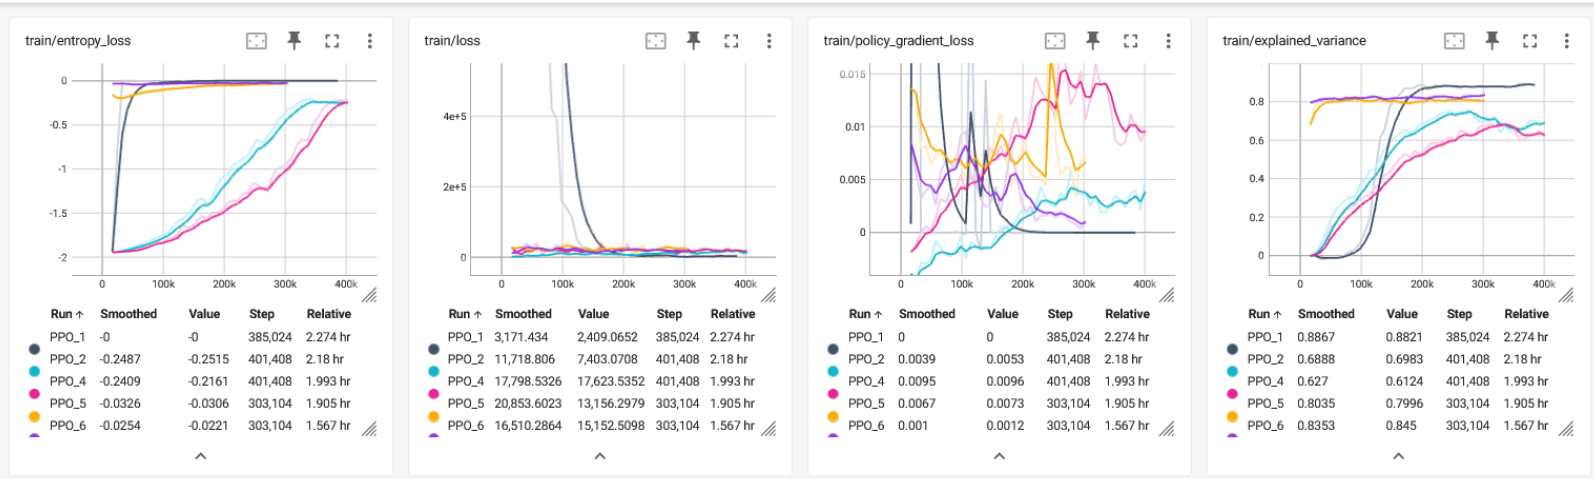 train/entropy_loss
0
-0.5
-1
-1.5
-2
0 100k 200k 300k 400k
Run ↑ Smoothed Value Step Relative
PPO_1 -0 -0 385,024 2.274 hr
PPO_2 -0.2487 -0.2515 401,408 2.18 hr
PPO_4 -0.2409 -0.2161 401,408 1.993 hr
PPO_5 -0.0326 -0.0306 303,104 1.905 hr
PPO_6 -0.0254 -0.0221 303,104 1.567 hr
train/loss
4e+5
2e+5
0
0 100k 200k 300k 400k
Run ↑ Smoothed Value Step Relative
PPO_1 3,171.434 2,409.0652 385,024 2.274 hr
PPO_2 11,718.806 7,403.0708 401,408 2.18 hr
PPO_4 17,798.5326 17,623.5352 401,408 1.993 hr
PPO_5 20,853.6023 13,156.2979 303,104 1.905 hr
PPO_6 16,510.2864 15,152.5098 303,104 1.567 hr
train/policy_gradient_loss
0.015
0.01
0.005
0
0 100k 200k 300k 400k
Run ↑ Smoothed Value Step Relative
PPO_1 0 0 385,024 2.274 hr
PPO_2 0.0039 0.0053 401,408 2.18 hr
PPO_4 0.0095 0.0096 401,408 1.993 hr
PPO_5 0.0067 0.0073 303,104 1.905 hr
PPO_6 0.001 0.0012 303,104 1.567 hr
train/explained_variance
0.8
0.6
0.4
0.2
0
0 100k 200k 300k 400k
Run ↑ Smoothed Value Step Relative
PPO_1 0.8867 0.8821 385,024 2.274 hr
PPO_2 0.6888 0.6983 401,408 2.18 hr
PPO_4 0.627 0.6124 401,408 1.993 hr
PPO_5 0.8035 0.7996 303,104 1.905 hr
PPO_6 0.8353 0.845 303,104 1.567 hr